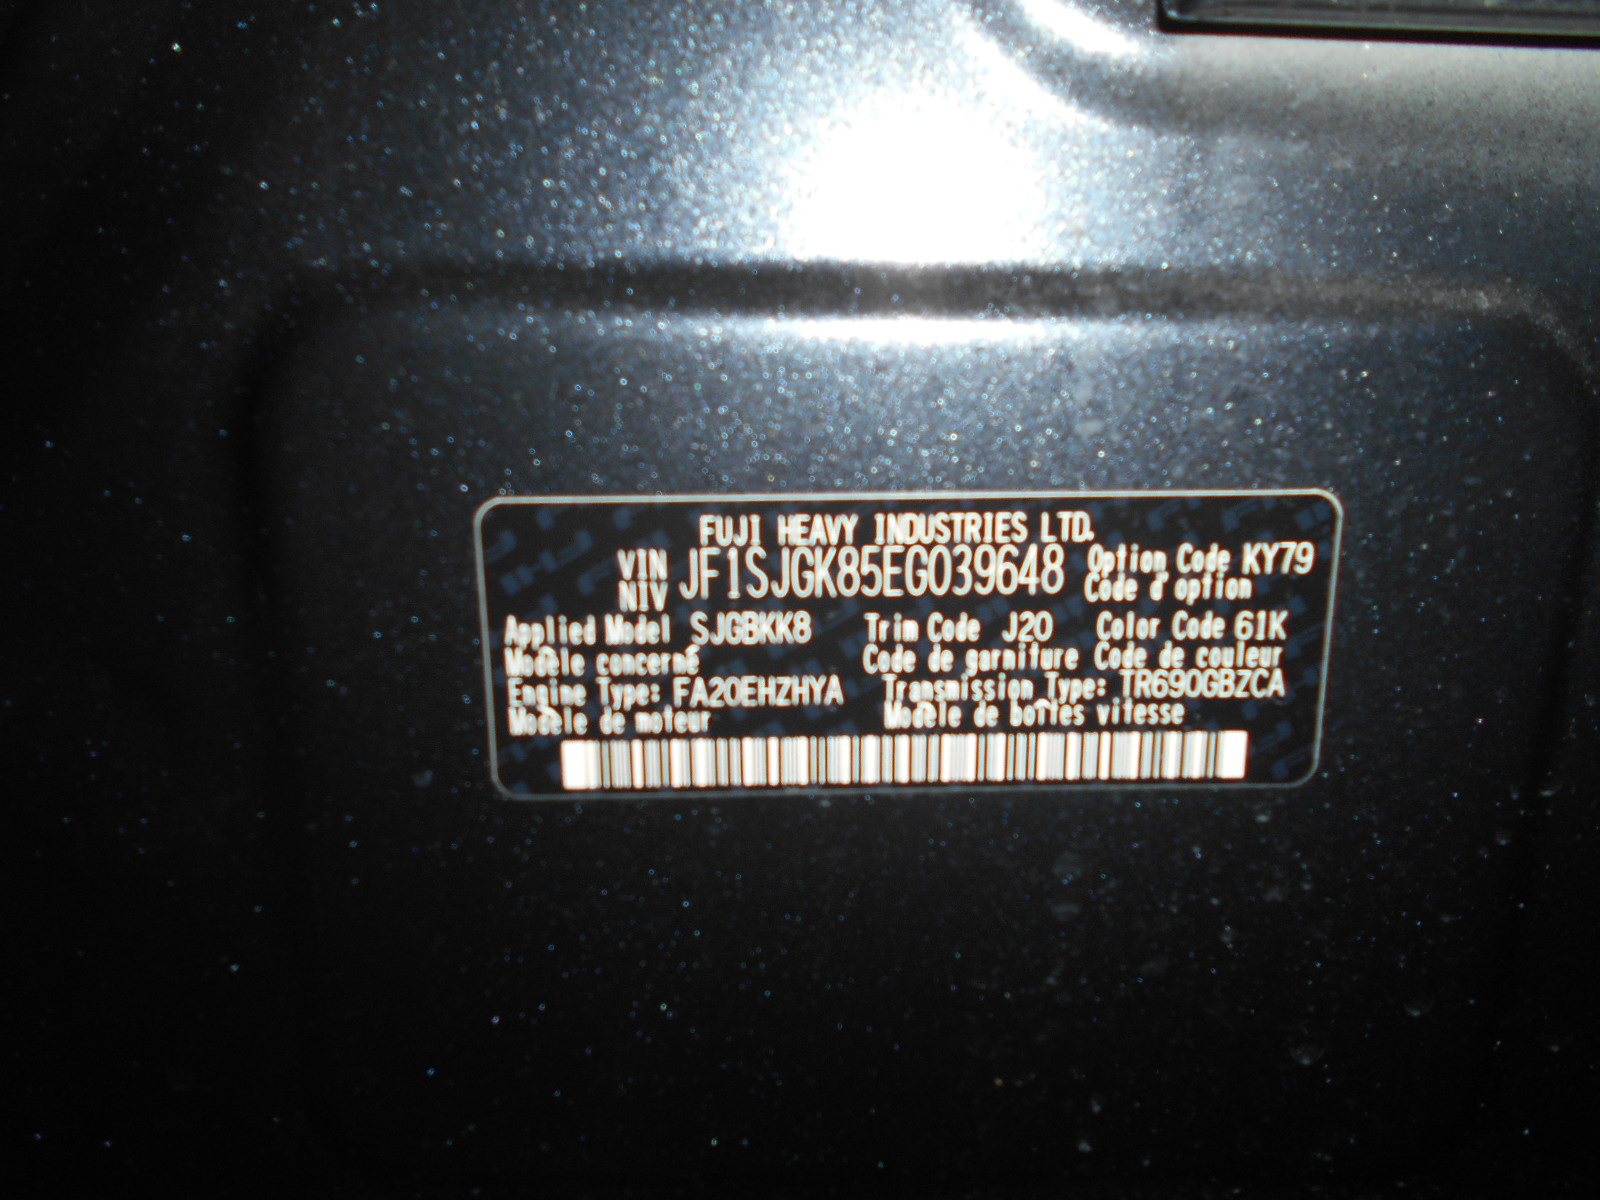 FUJI HEAVY INDUSTRIES LTD.
VIN JF1SJGK85EG039648 Option Code KY79
NIV Code d'option
Applied Model SJGBKK8 Trim Code J20 Color Code 61K
Modèle concerné Code de garniture Code de couleur
Engine Type: FA20EHZHYA Transmission Type: TR690GBZCA
Modèle de moteur Modèle de boîtes vitesse